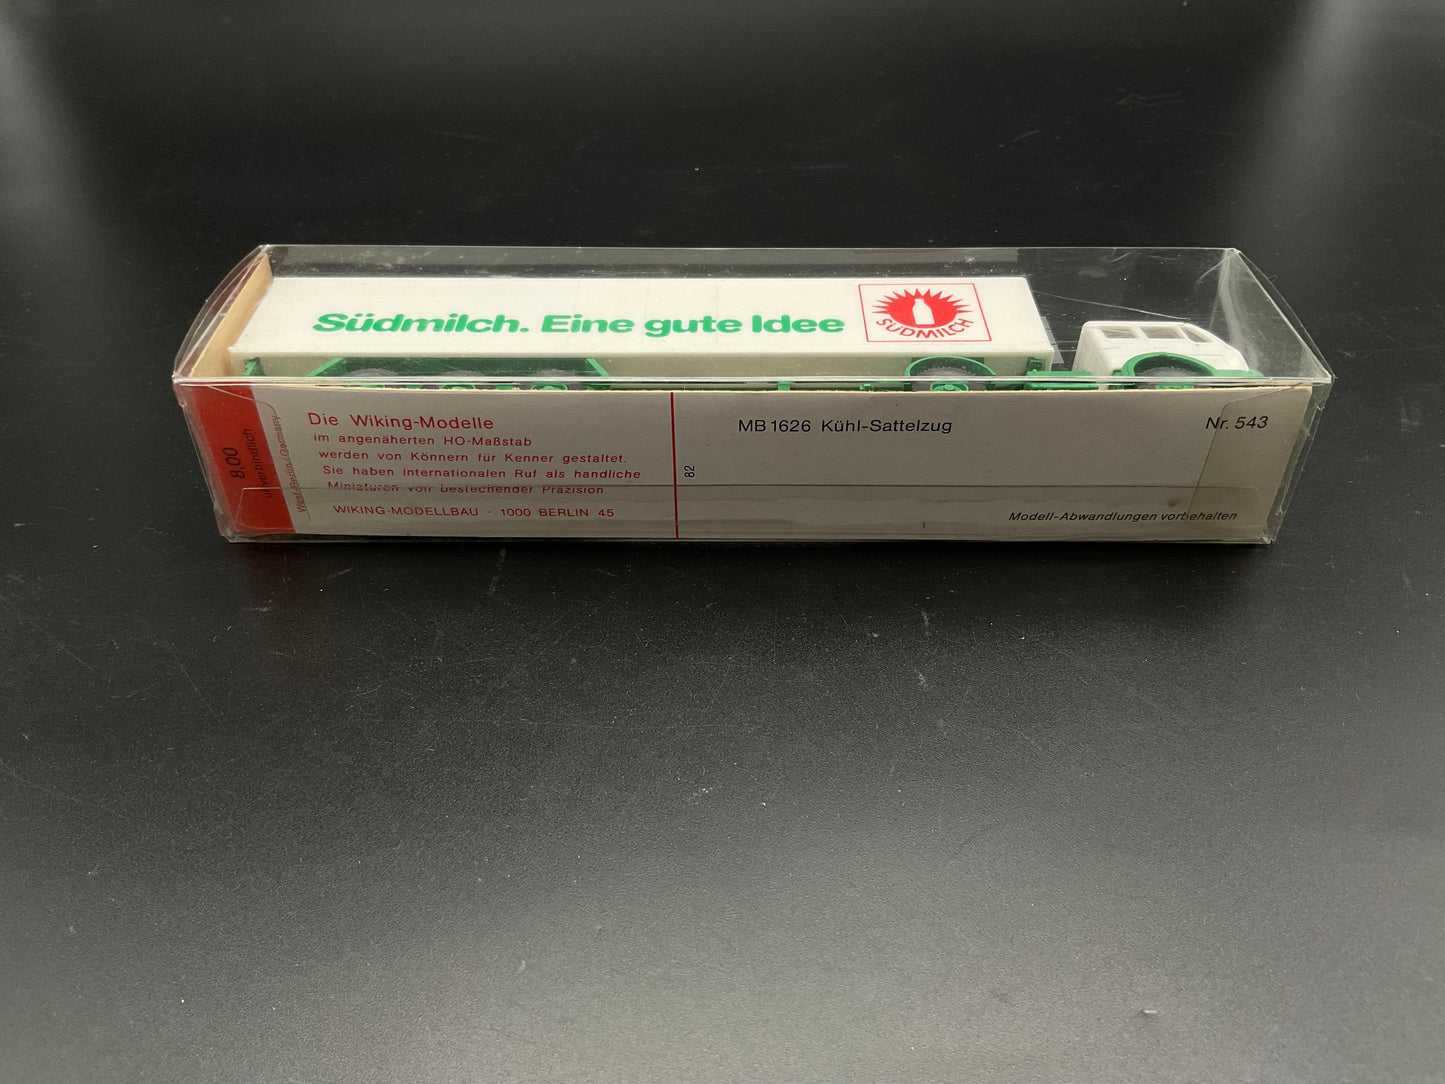 Südmilch. Eine gute Idee
SÜDMILCH
8,00
unverbindlich
West-Berlin/Germany
Die Wiking-Modelle
im angenäherten HO-Maßstab
werden von Könnern für Kenner gestaltet.
Sie haben internationalen Ruf als handliche
Miniaturen von bestechender Präzision.
WIKING-MODELLBAU - 1000 BERLIN 45
82
MB 1626 Kühl-Sattelzug
Nr. 543
Modell-Abwandlungen vorbehalten